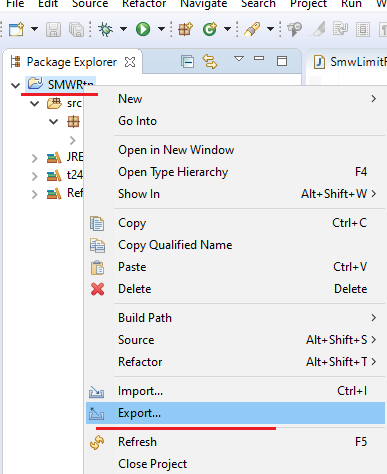 File Edit Source Refactor Navigate Search Project Run
Package Explorer
SmwLimitF
SMWRtn
src
JRE
t24
Ref
New
Go Into
Open in New Window
Open Type Hierarchy F4
Show In Alt+Shift+W
Copy Ctrl+C
Copy Qualified Name
Paste Ctrl+V
Delete Delete
Build Path
Source Alt+Shift+S
Refactor Alt+Shift+T
Import... Ctrl+I
Export...
Refresh F5
Close Project